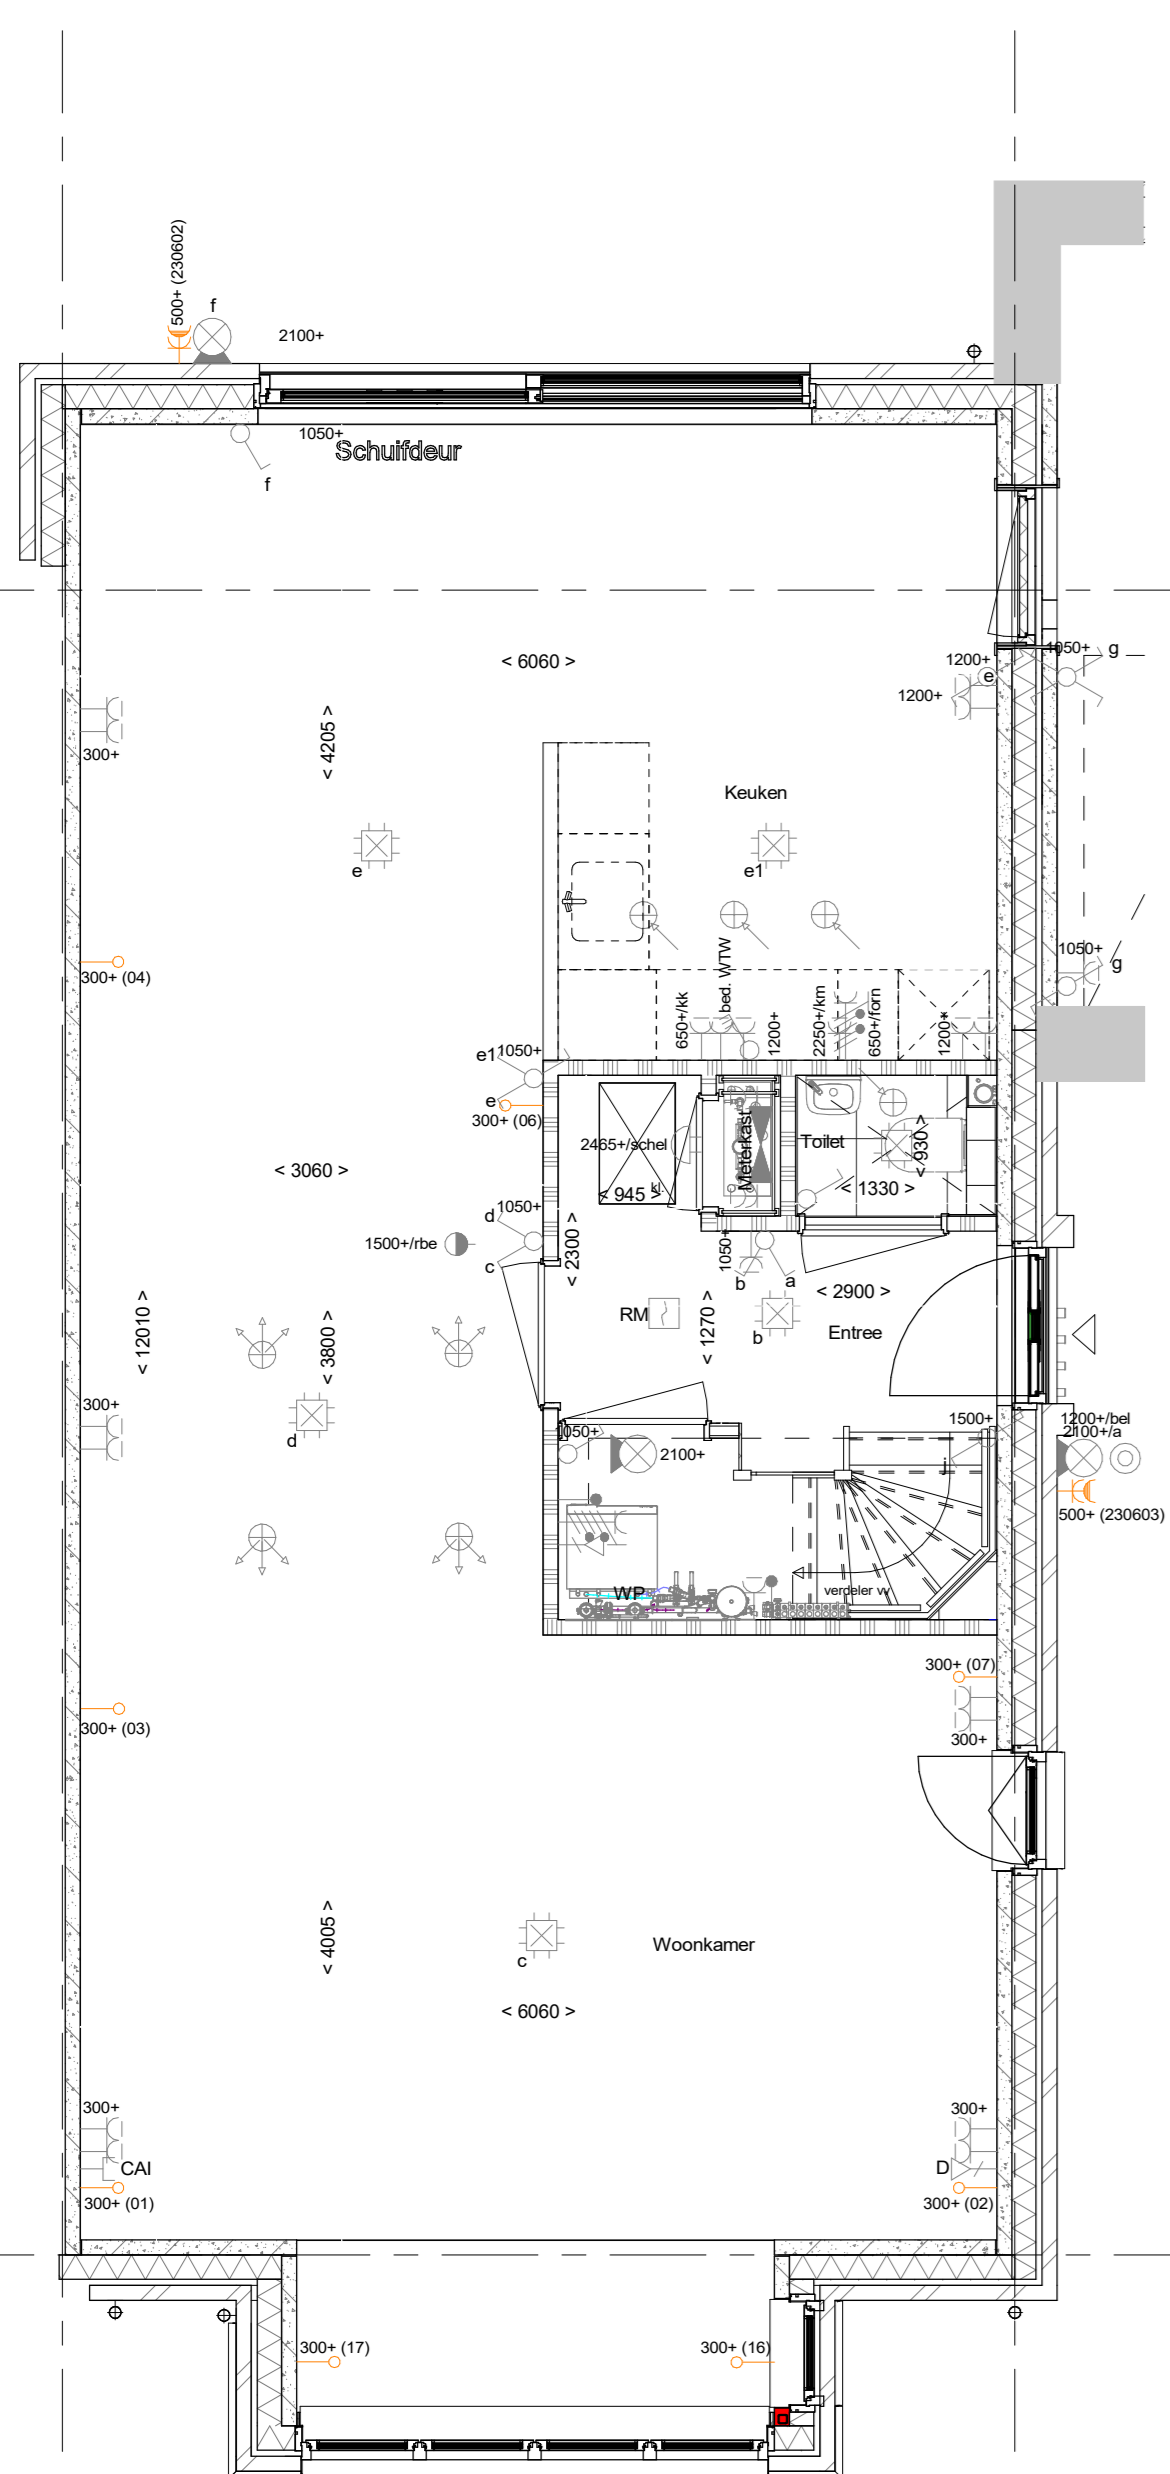 500+ (230602)
f
2100+
1050+
Schuifdeur
f
< 6060 >
1050+
g
1200+
e
1200+
< 4205 >
300+
Keuken
e
e1
1050+
g
300+ (04)
bed. WTW
650+/kk
1200+
2250+/km
650+/forn
1200+
e1
1050+
e
300+ (06)
2465+/schel
Meterkast
Toilet
< 930 >
< 3060 >
< 945 >
kl.
< 1330 >
1050+
d
1500+/rbe
c
< 2300 >
1050+
b
a
< 2900 >
RM
< 1270 >
b
Entree
< 12010 >
< 3800 >
300+
d
1050+
2100+
1500+
j
1200+/bel
2100+/a
500+ (230603)
WP
verdeler vv
300+ (07)
300+ (03)
300+
< 4005 >
c
Woonkamer
< 6060 >
300+
300+
CAI
D
300+ (01)
300+ (02)
300+ (17)
300+ (16)